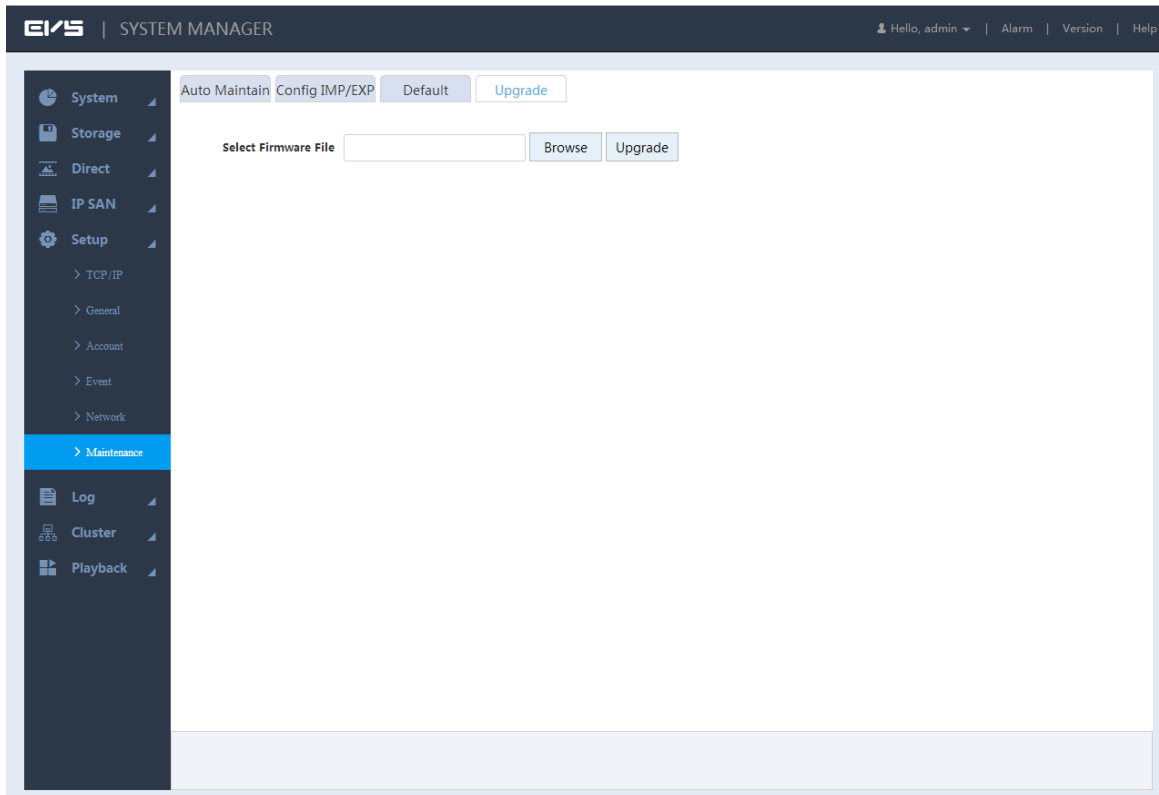 EVS | SYSTEM MANAGER
Hello, admin | Alarm | Version | Help
System
Storage
Direct
IP SAN
Setup
> TCP/IP
> General
> Account
> Event
> Network
> Maintenance
Log
Cluster
Playback
Auto Maintain Config IMP/EXP Default Upgrade
Select Firmware File Browse Upgrade